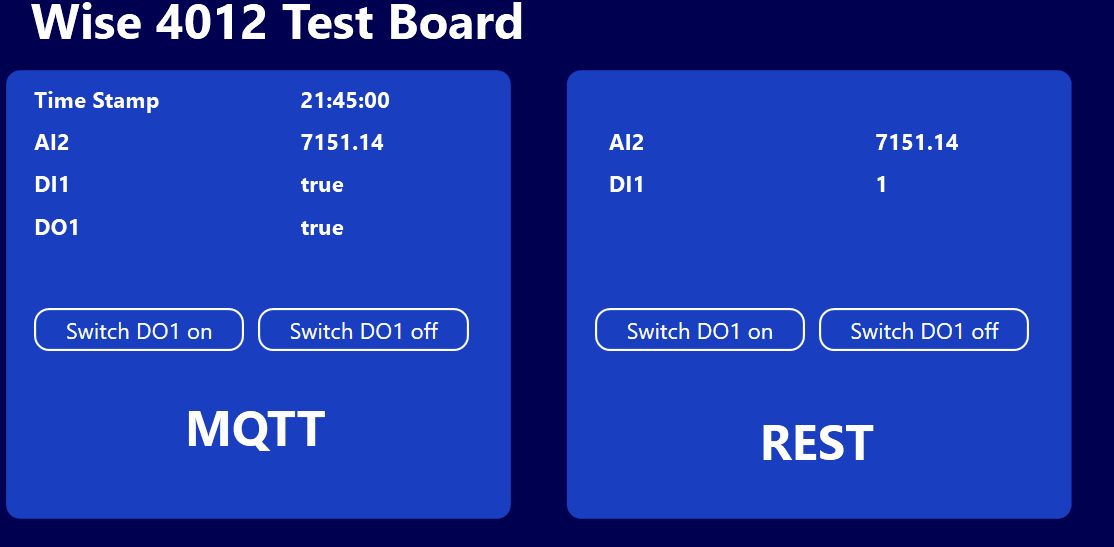 Wise 4012 Test Board
Time Stamp 21:45:00
AI2 7151.14
DI1 true
DO1 true
Switch DO1 on Switch DO1 off
MQTT
AI2 7151.14
DI1 1
Switch DO1 on Switch DO1 off
REST